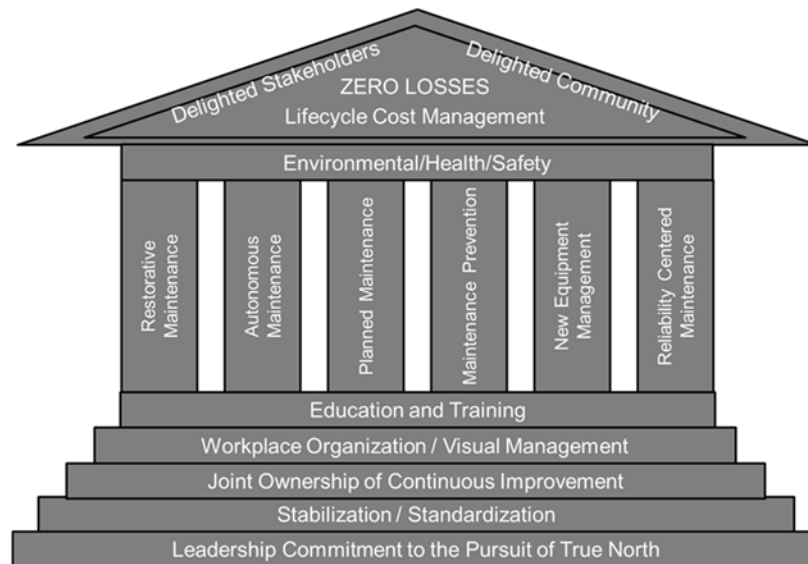 Delighted Stakeholders
Delighted Community
ZERO LOSSES
Lifecycle Cost Management
Environmental/Health/Safety
Restorative
Maintenance
Autonomous
Maintenance
Planned Maintenance
Maintenance Prevention
New Equipment
Management
Reliability Centered
Maintenance
Education and Training
Workplace Organization / Visual Management
Joint Ownership of Continuous Improvement
Stabilization / Standardization
Leadership Commitment to the Pursuit of True North